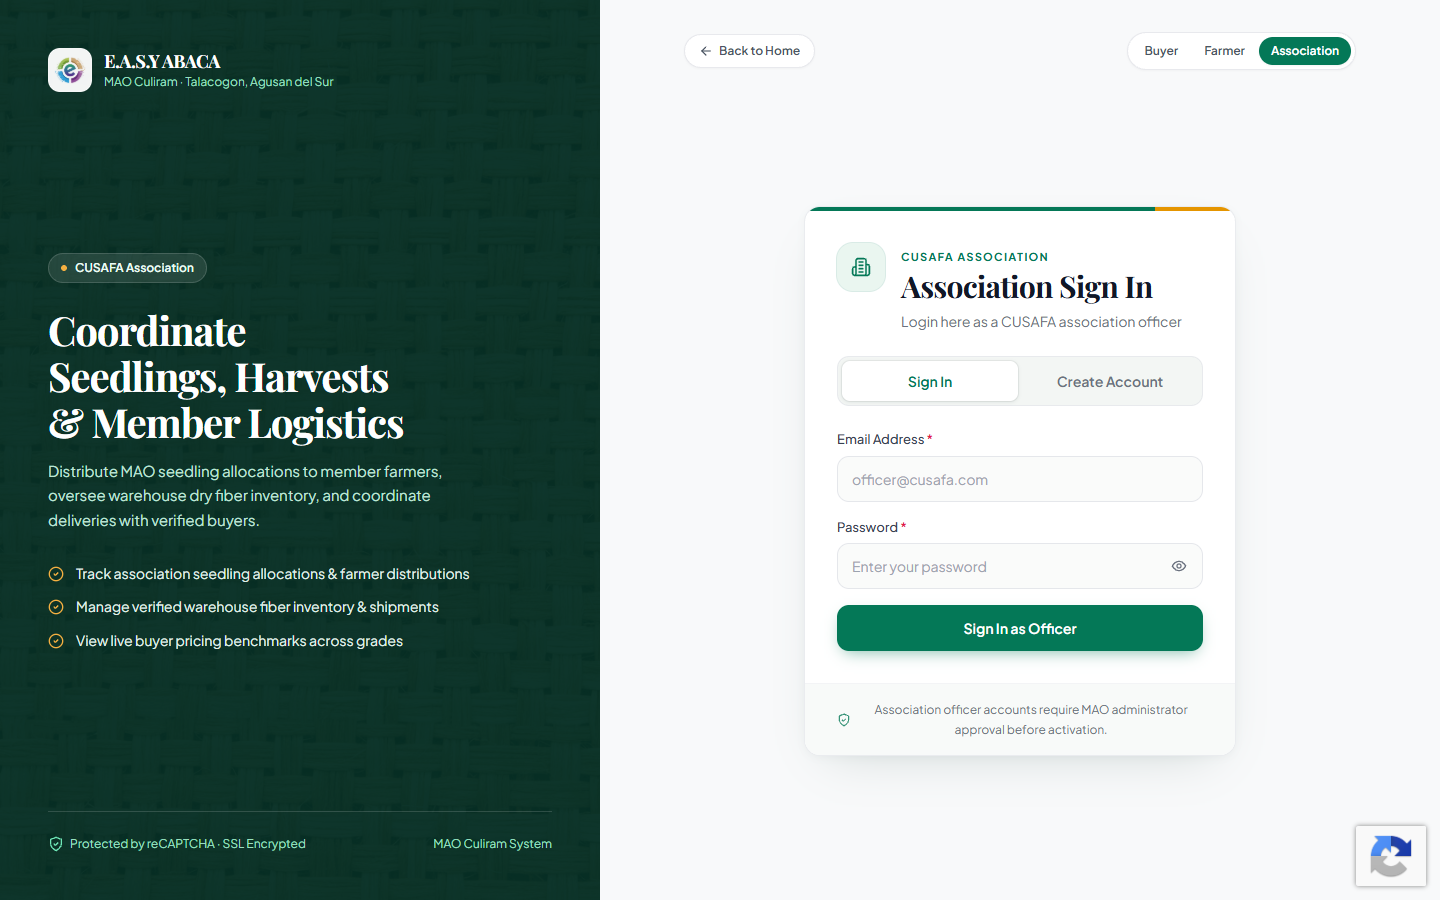 E.A.S.Y ABACA
MAO Culiram · Talacogon, Agusan del Sur
CUSAFA Association
Coordinate
Seedlings, Harvests
& Member Logistics
Distribute MAO seedling allocations to member farmers,
oversee warehouse dry fiber inventory, and coordinate
deliveries with verified buyers.
Track association seedling allocations & farmer distributions
Manage verified warehouse fiber inventory & shipments
View live buyer pricing benchmarks across grades
Protected by reCAPTCHA · SSL Encrypted
MAO Culiram System
Back to Home
Buyer
Farmer
Association
CUSAFA ASSOCIATION
Association Sign In
Login here as a CUSAFA association officer
Sign In
Create Account
Email Address *
officer@cusafa.com
Password *
Enter your password
Sign In as Officer
Association officer accounts require MAO administrator
approval before activation.